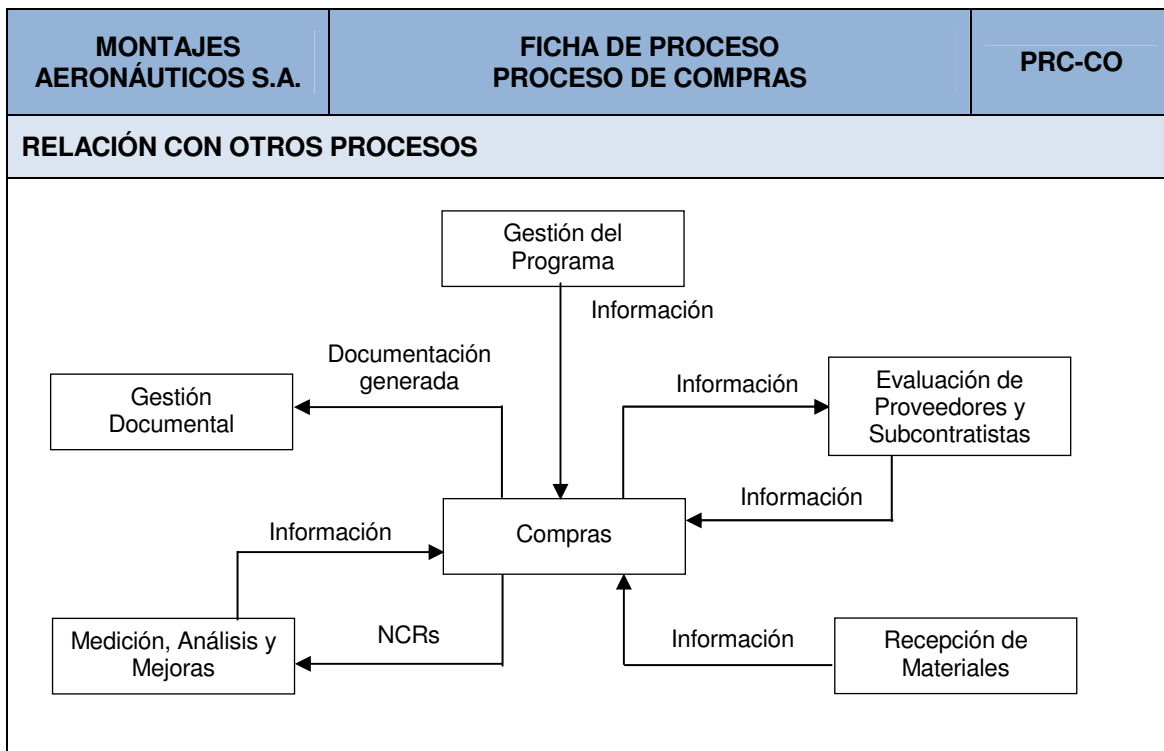 MONTAJES
AERONÁUTICOS S.A.
FICHA DE PROCESO
PROCESO DE COMPRAS
PRC-CO
RELACIÓN CON OTROS PROCESOS
Gestión del
Programa
Información
Documentación
generada
Gestión
Documental
Información
Evaluación de
Proveedores y
Subcontratistas
Información
Compras
Información
Medición, Análisis y
Mejoras
NCRs
Información
Recepción de
Materiales